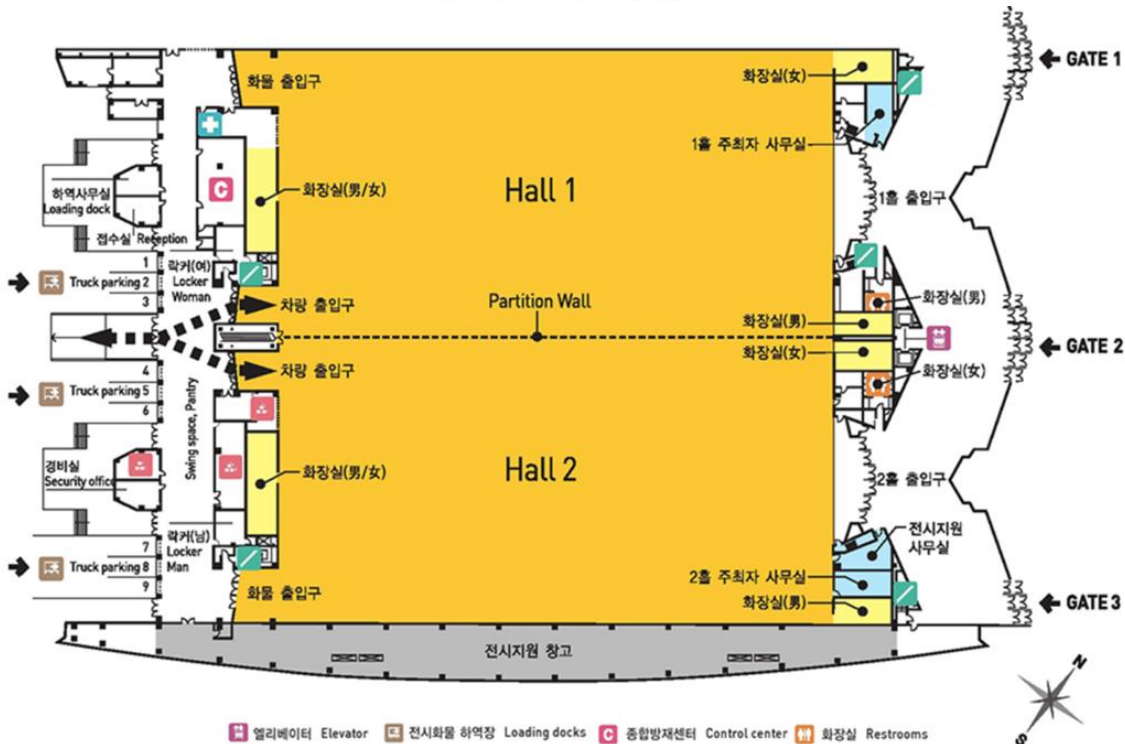 GATE 1
화물 출입구
화장실(女)
1홀 주최자 사무실
C
하역사무실
Loading dock
화장실(男/女)
Hall 1
1홀 출입구
접수실 Reception
1
Truck parking 2
3
락커(여)
Locker
Woman
차량 출입구
Partition Wall
화장실(男)
화장실(男)
화장실(女)
GATE 2
차량 출입구
화장실(女)
4
Truck parking 5
6
Swing space, Pantry
경비실
Security office
화장실(男/女)
Hall 2
2홀 출입구
전시지원
사무실
7
Truck parking 8
9
락커(남)
Locker
Man
2홀 주최자 사무실
화물 출입구
화장실(男)
GATE 3
전시지원 창고
N
S
엘리베이터 Elevator
전시화물 하역장 Loading docks
C 종합방재센터 Control center
화장실 Restrooms